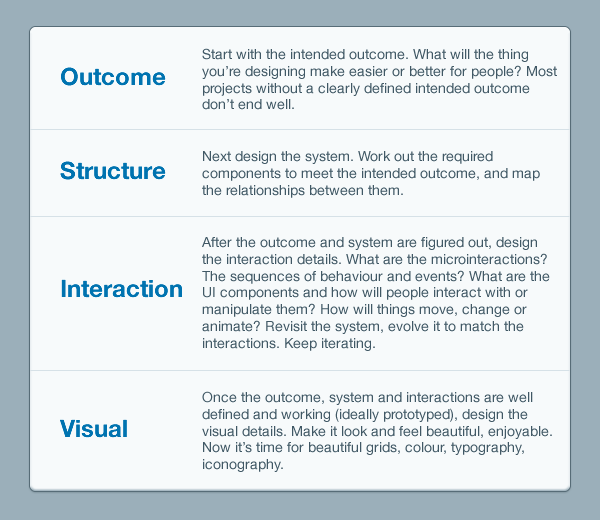 Outcome
Start with the intended outcome. What will the thing
you're designing make easier or better for people? Most
projects without a clearly defined intended outcome
don't end well.
Structure
Next design the system. Work out the required
components to meet the intended outcome, and map
the relationships between them.
Interaction
After the outcome and system are figured out, design
the interaction details. What are the microinteractions?
The sequences of behaviour and events? What are the
UI components and how will people interact with or
manipulate them? How will things move, change or
animate? Revisit the system, evolve it to match the
interactions. Keep iterating.
Visual
Once the outcome, system and interactions are well
defined and working (ideally prototyped), design the
visual details. Make it look and feel beautiful, enjoyable.
Now it's time for beautiful grids, colour, typography,
iconography.